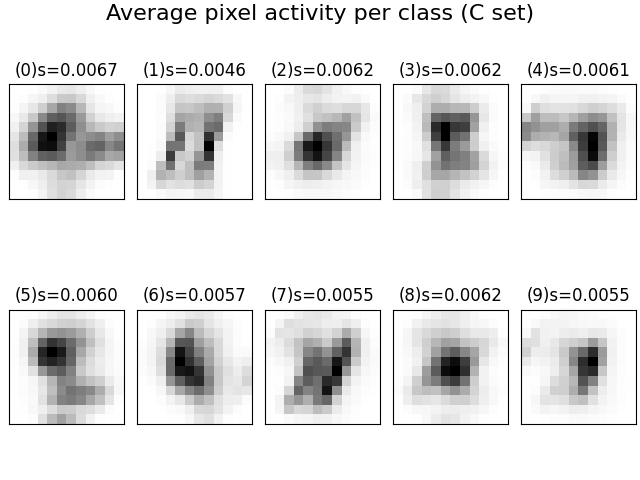 Average pixel activity per class (C set)
(0)s=0.0067 (1)s=0.0046 (2)s=0.0062 (3)s=0.0062 (4)s=0.0061
(5)s=0.0060 (6)s=0.0057 (7)s=0.0055 (8)s=0.0062 (9)s=0.0055